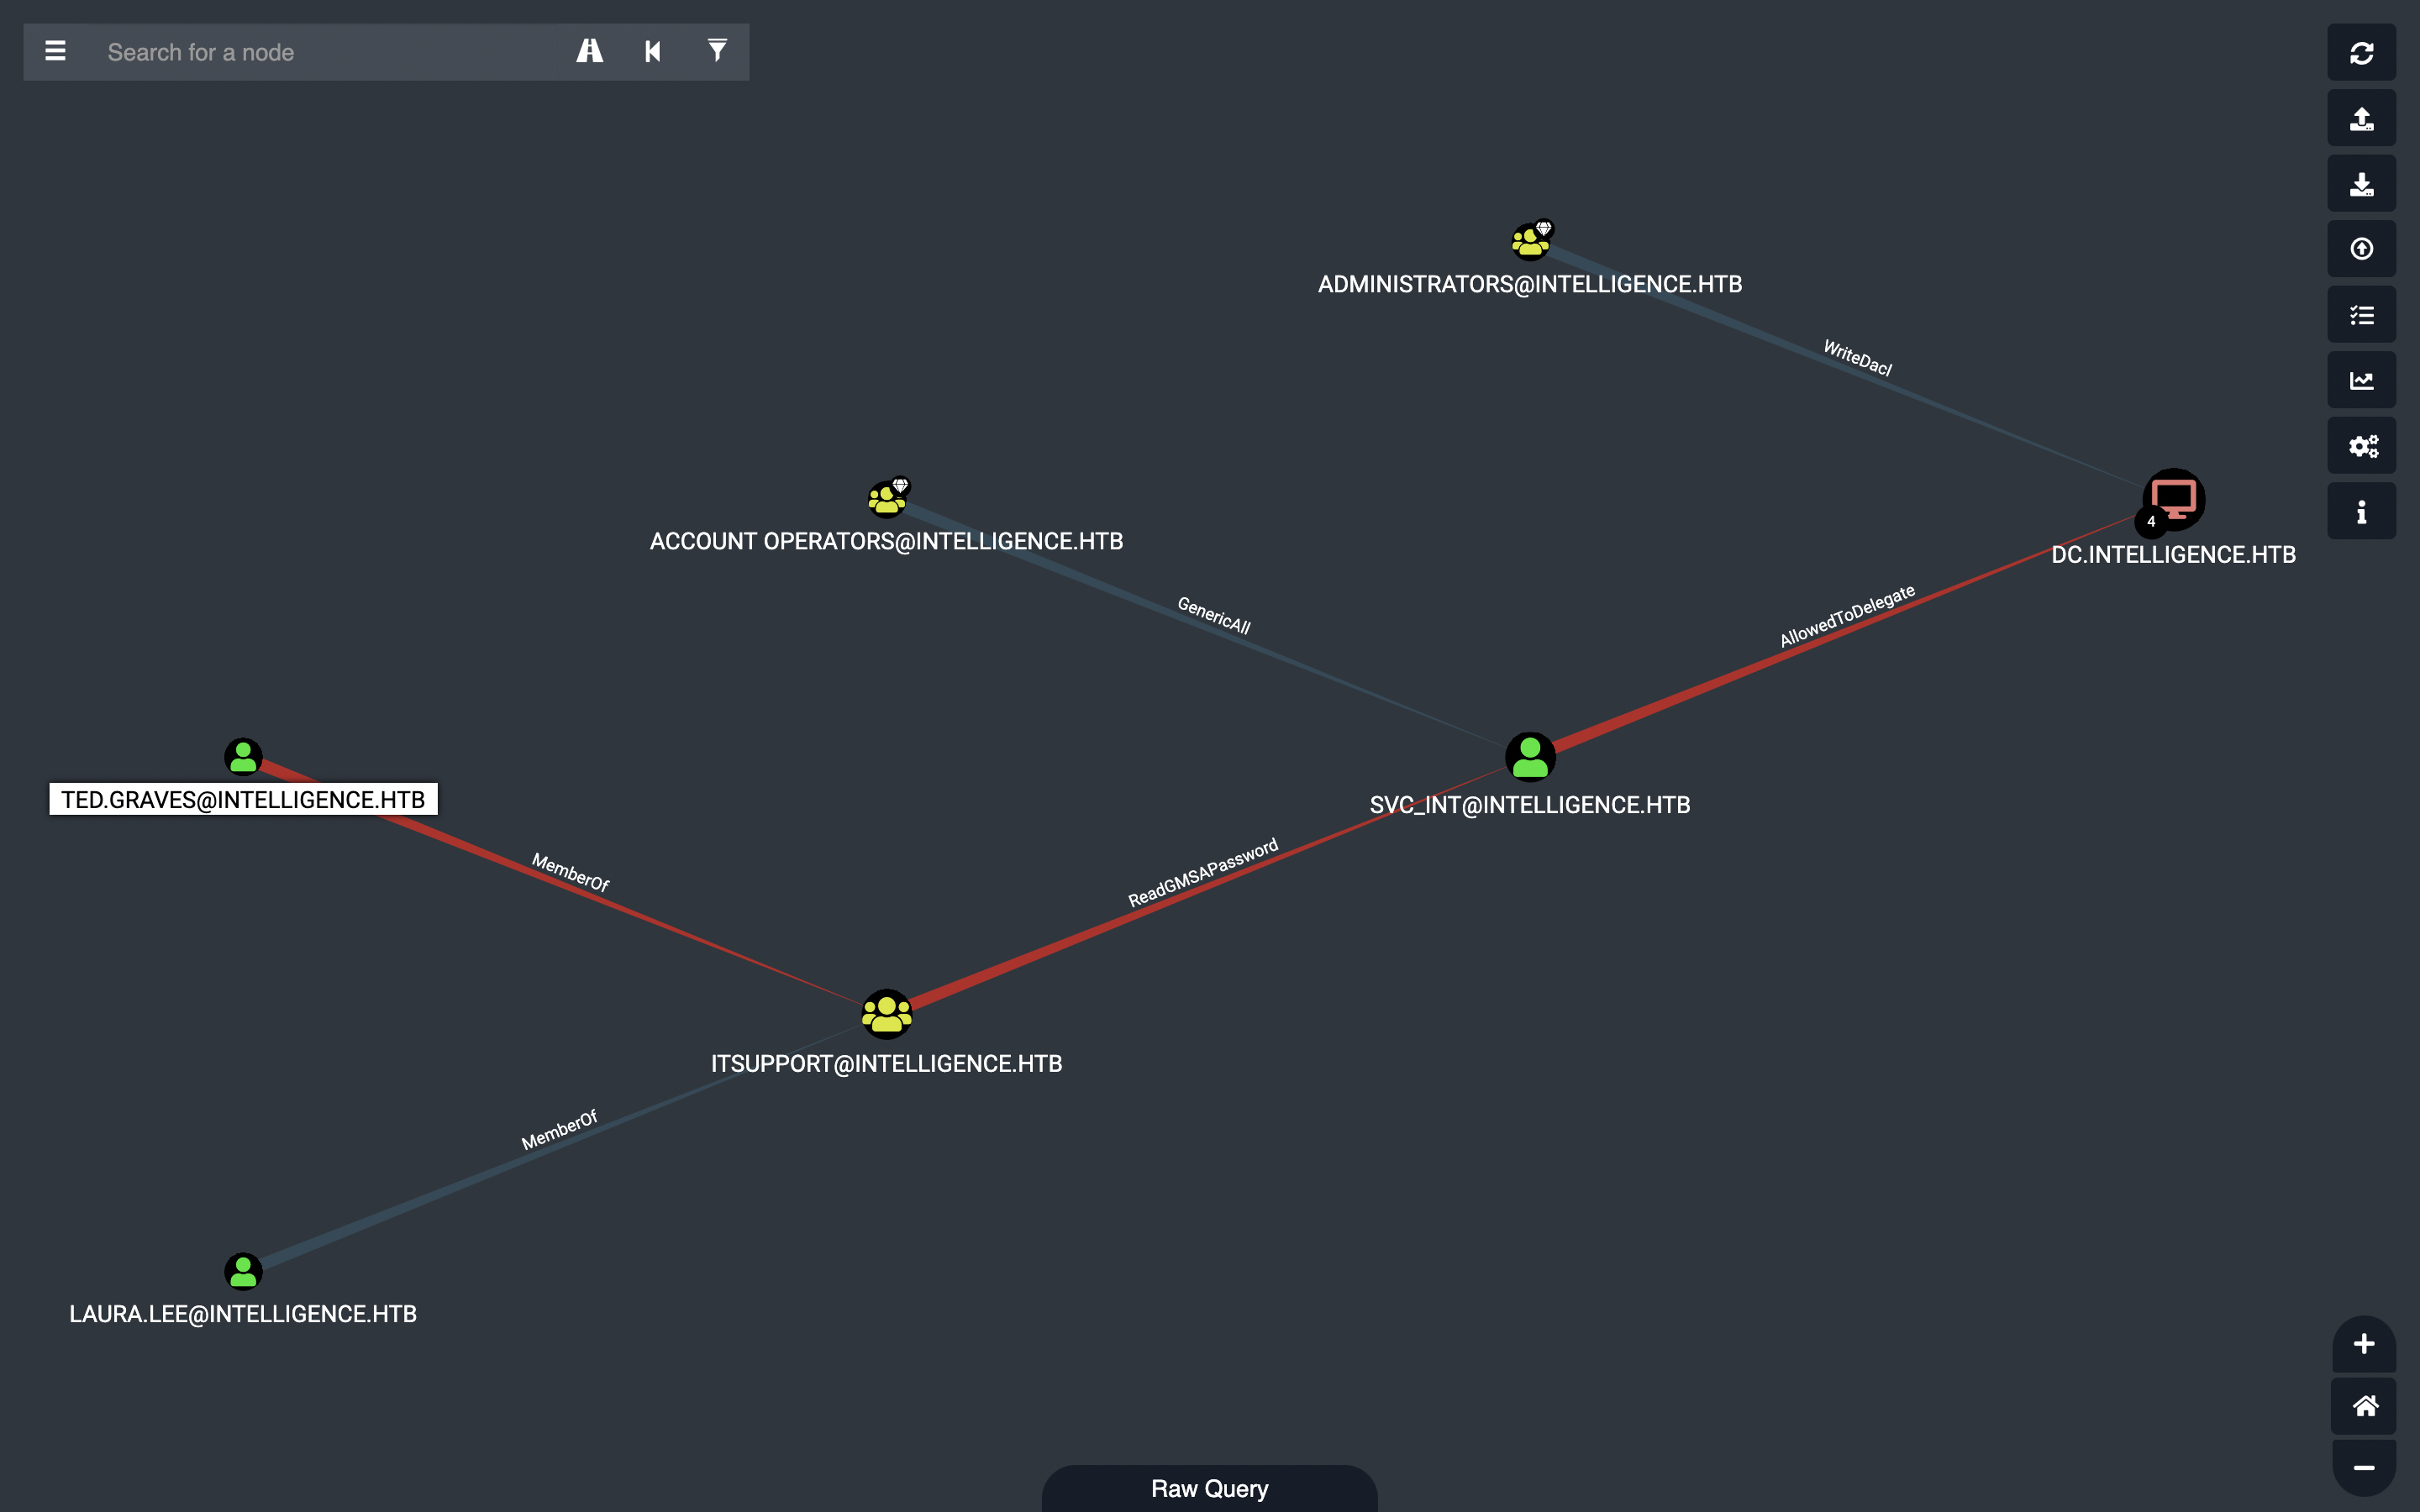 Search for a node
ADMINISTRATORS@INTELLIGENCE.HTB
WriteDacl
ACCOUNT OPERATORS@INTELLIGENCE.HTB
4
DC.INTELLIGENCE.HTB
GenericAll
AllowedToDelegate
TED.GRAVES@INTELLIGENCE.HTB
SVC_INT@INTELLIGENCE.HTB
MemberOf
ReadGMSAPassword
ITSUPPORT@INTELLIGENCE.HTB
MemberOf
LAURA.LEE@INTELLIGENCE.HTB
Raw Query